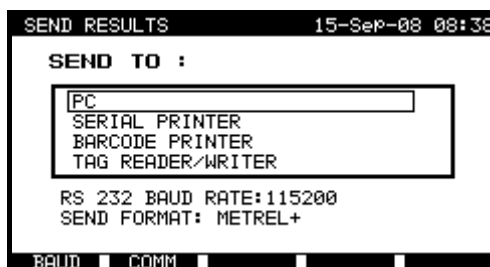 SEND RESULTS 15-Sep-08 08:38
SEND TO :
PC
SERIAL PRINTER
BARCODE PRINTER
TAG READER/WRITER
RS 232 BAUD RATE:115200
SEND FORMAT: METREL+
BAUD COMM